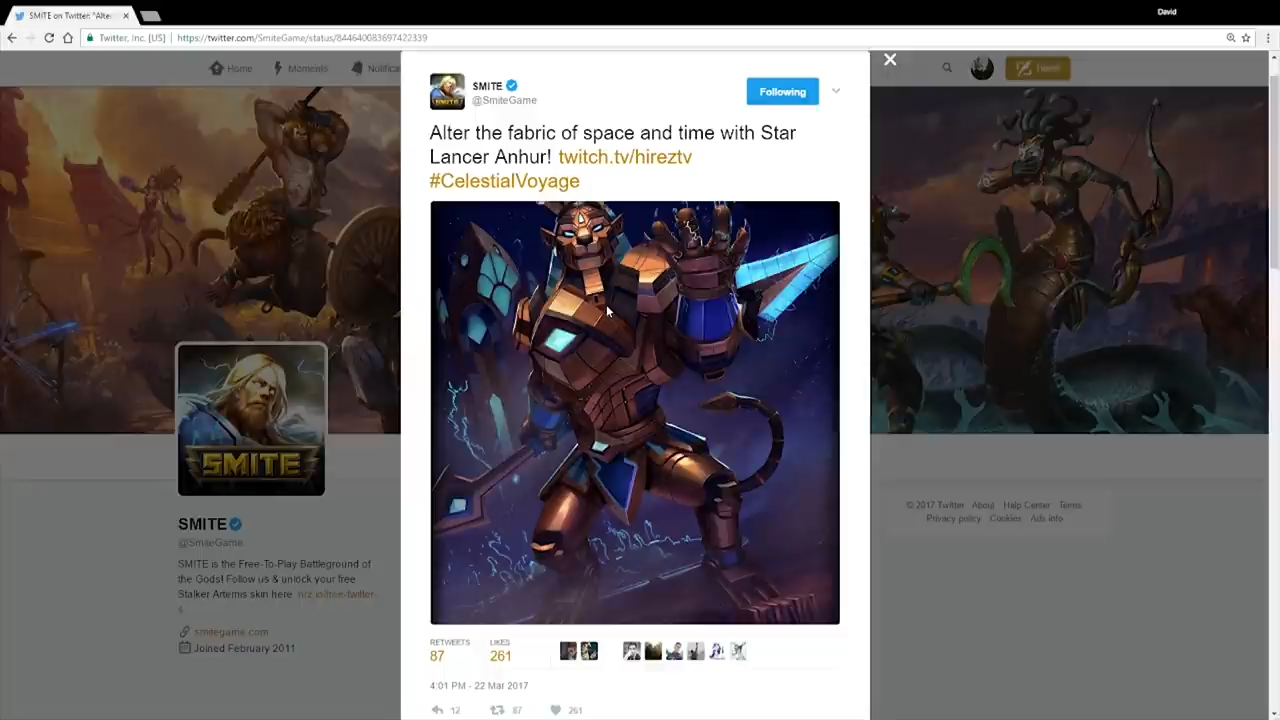 SMITE on Twitter: "Alte
David
Twitter, Inc. [US]
https://twitter.com/SmiteGame/status/844640083697422339
Home
Moments
SMITE
@SmiteGame
Following
Alter the fabric of space and time with Star
Lancer Anhur! twitch.tv/hireztv
#CelestialVoyage
SMITE
SMITE
@SmiteGame
SMITE is the Free-To-Play Battleground of
the Gods! Follow us & unlock your free
Stalker Artemis skin here
smitegame.com
Joined February 2011
© 2017 Twitter About Help Center Terms
Privacy policy Cookies Ads info
RETWEETS
87
LIKES
261
4:01 PM - 22 Mar 2017
12
87
261